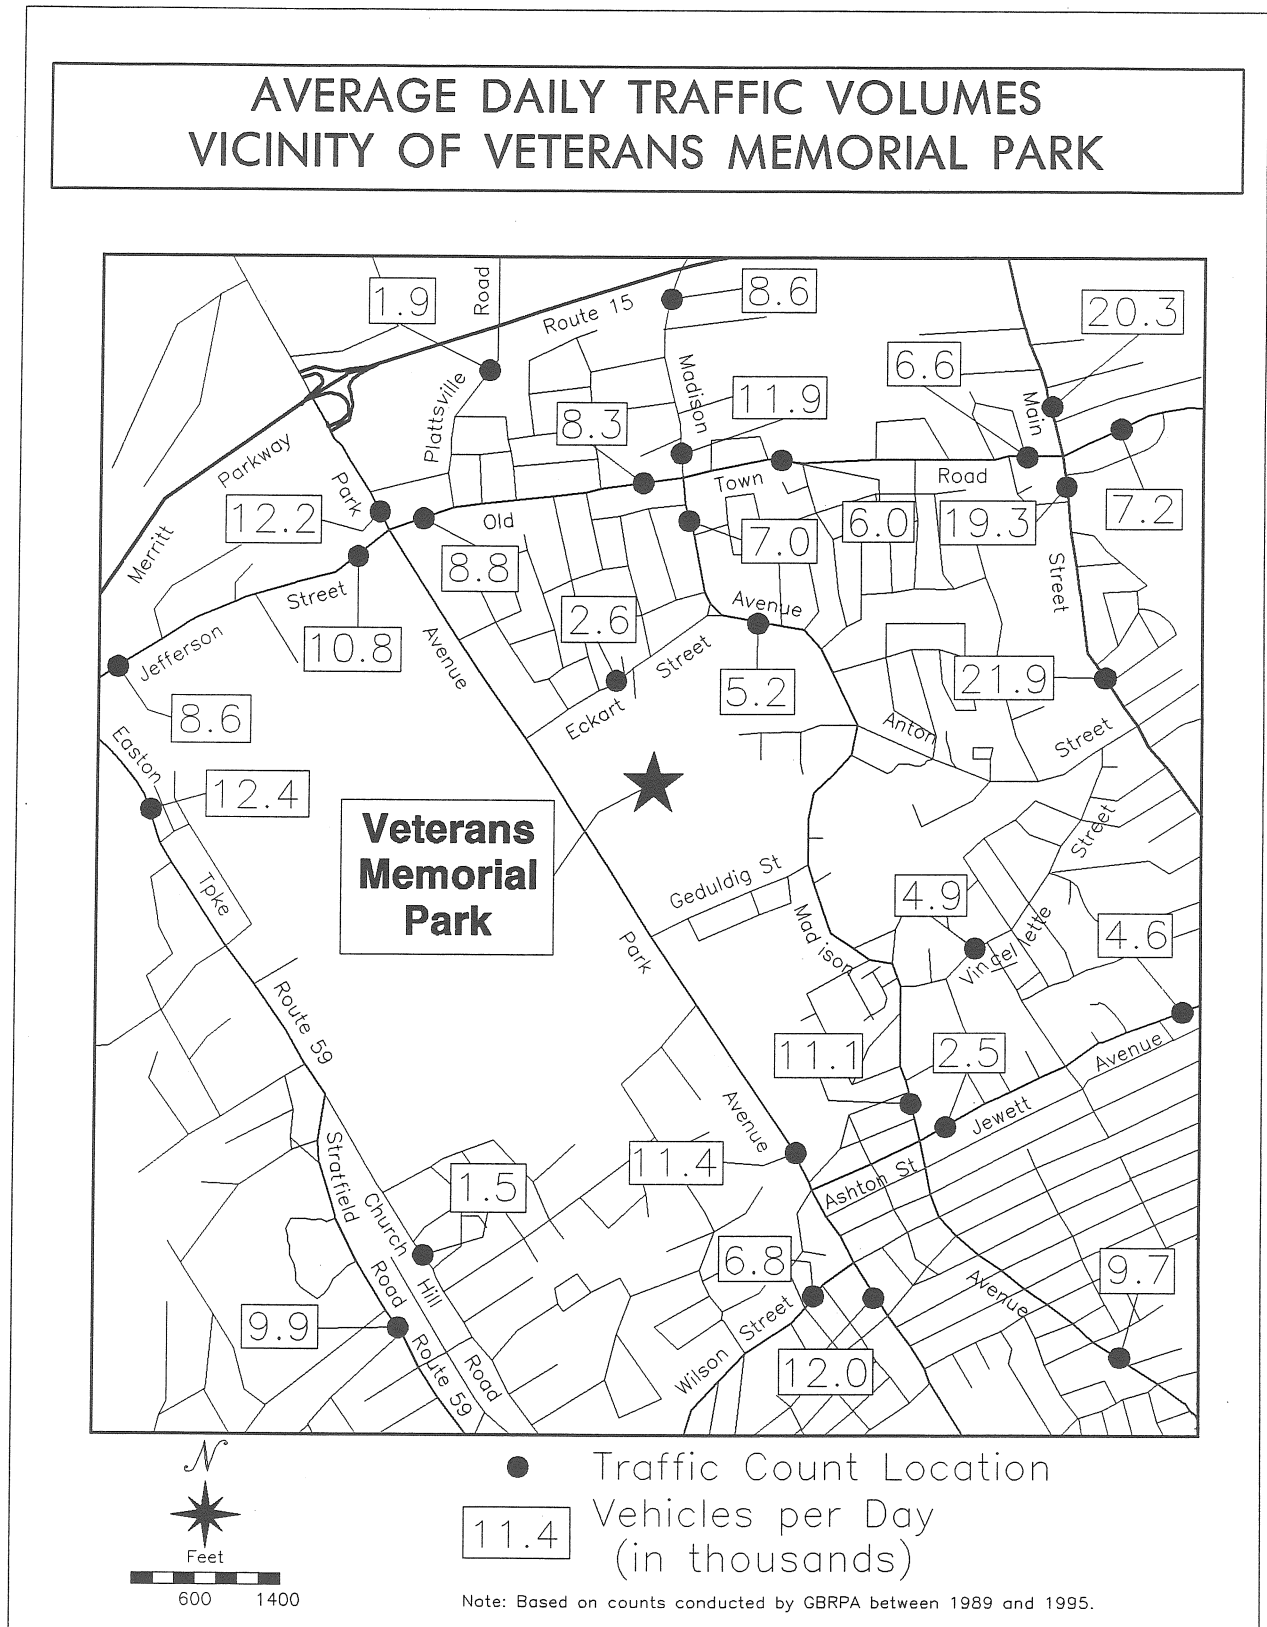 AVERAGE DAILY TRAFFIC VOLUMES
VICINITY OF VETERANS MEMORIAL PARK
1.9
Road
Route 15
8.6
20.3
6.6
Madison
11.9
Main
Plattsville
8.3
Parkway
Park
12.2
Old
Town
Road
6.0
19.3
7.2
7.0
Merritt
8.8
Street
Street
2.6
Avenue
10.8
Jefferson
Avenue
Street
5.2
21.9
8.6
Eckart
Anton
Street
Easton
12.4
Veterans
Memorial
Park
Street
Tpke
Geduldig St
4.9
Madison
Vincellette
4.6
Park
Route 59
11.1
2.5
Avenue
Avenue
Jewett
Stratfield
11.4
Ashton St
1.5
Church
6.8
9.7
Road
Hill
Avenue
9.9
Street
Route 59
Road
Wilson
12.0
N
Feet
600 1400
Traffic Count Location
11.4
Vehicles per Day
(in thousands)
Note: Based on counts conducted by GBRPA between 1989 and 1995.